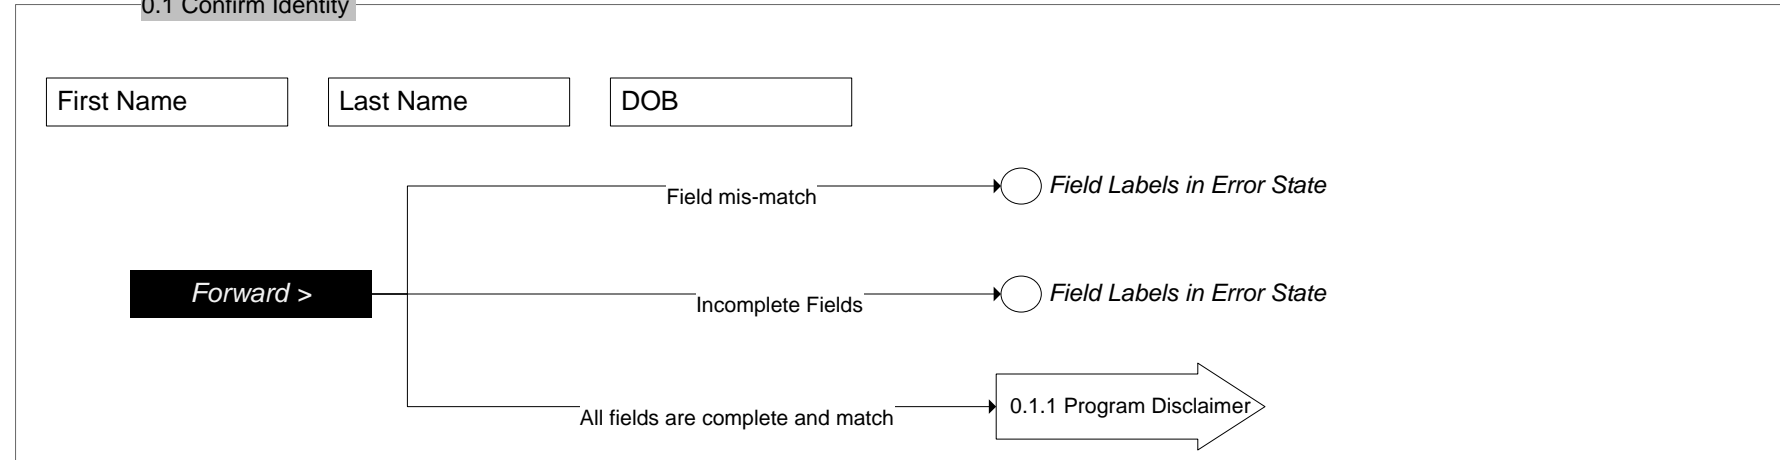 0.1 Confirm Identity
First Name
Last Name
DOB
Field mis-match
Field Labels in Error State
Forward >
Incomplete Fields
Field Labels in Error State
All fields are complete and match
0.1.1 Program Disclaimer